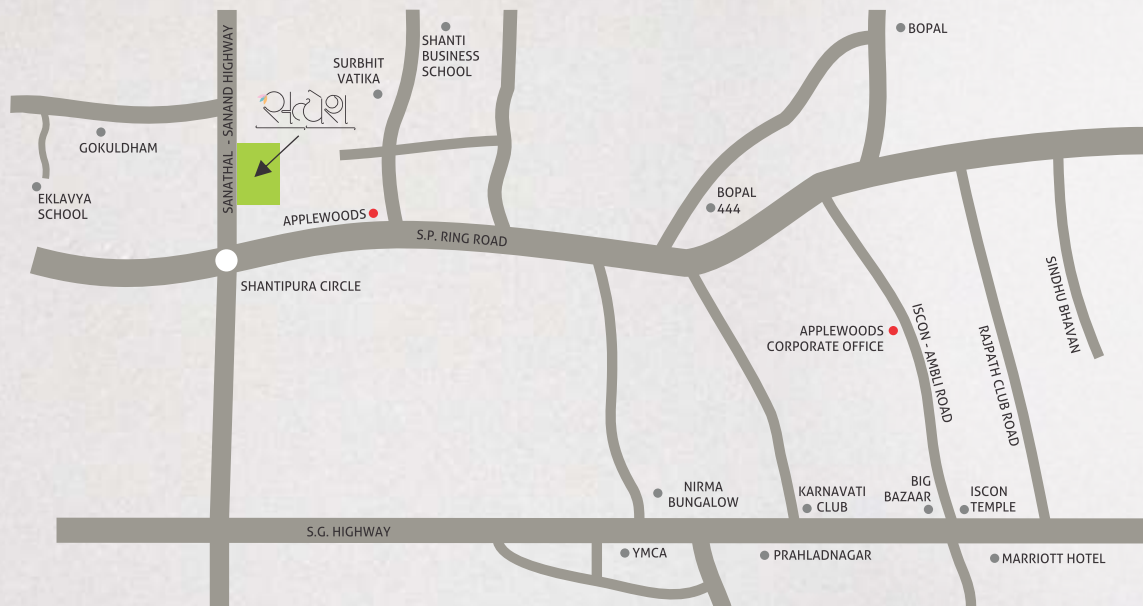 BOPAL
SHANTI
BUSINESS
SCHOOL
SURBHIT
VATIKA
SANATHAL - SANAND HIGHWAY
સત્વેશ
GOKULDHAM
EKLAVYA
SCHOOL
BOPAL
444
APPLEWOODS
S.P. RING ROAD
SHANTIPURA CIRCLE
SINDHU BHAVAN
APPLEWOODS
CORPORATE OFFICE
ISCON - AMBLI ROAD
RAJPATH CLUB ROAD
NIRMA
BUNGALOW
KARNAVATI
CLUB
BIG
BAZAAR
ISCON
TEMPLE
S.G. HIGHWAY
YMCA
PRAHLADNAGAR
MARRIOTT HOTEL